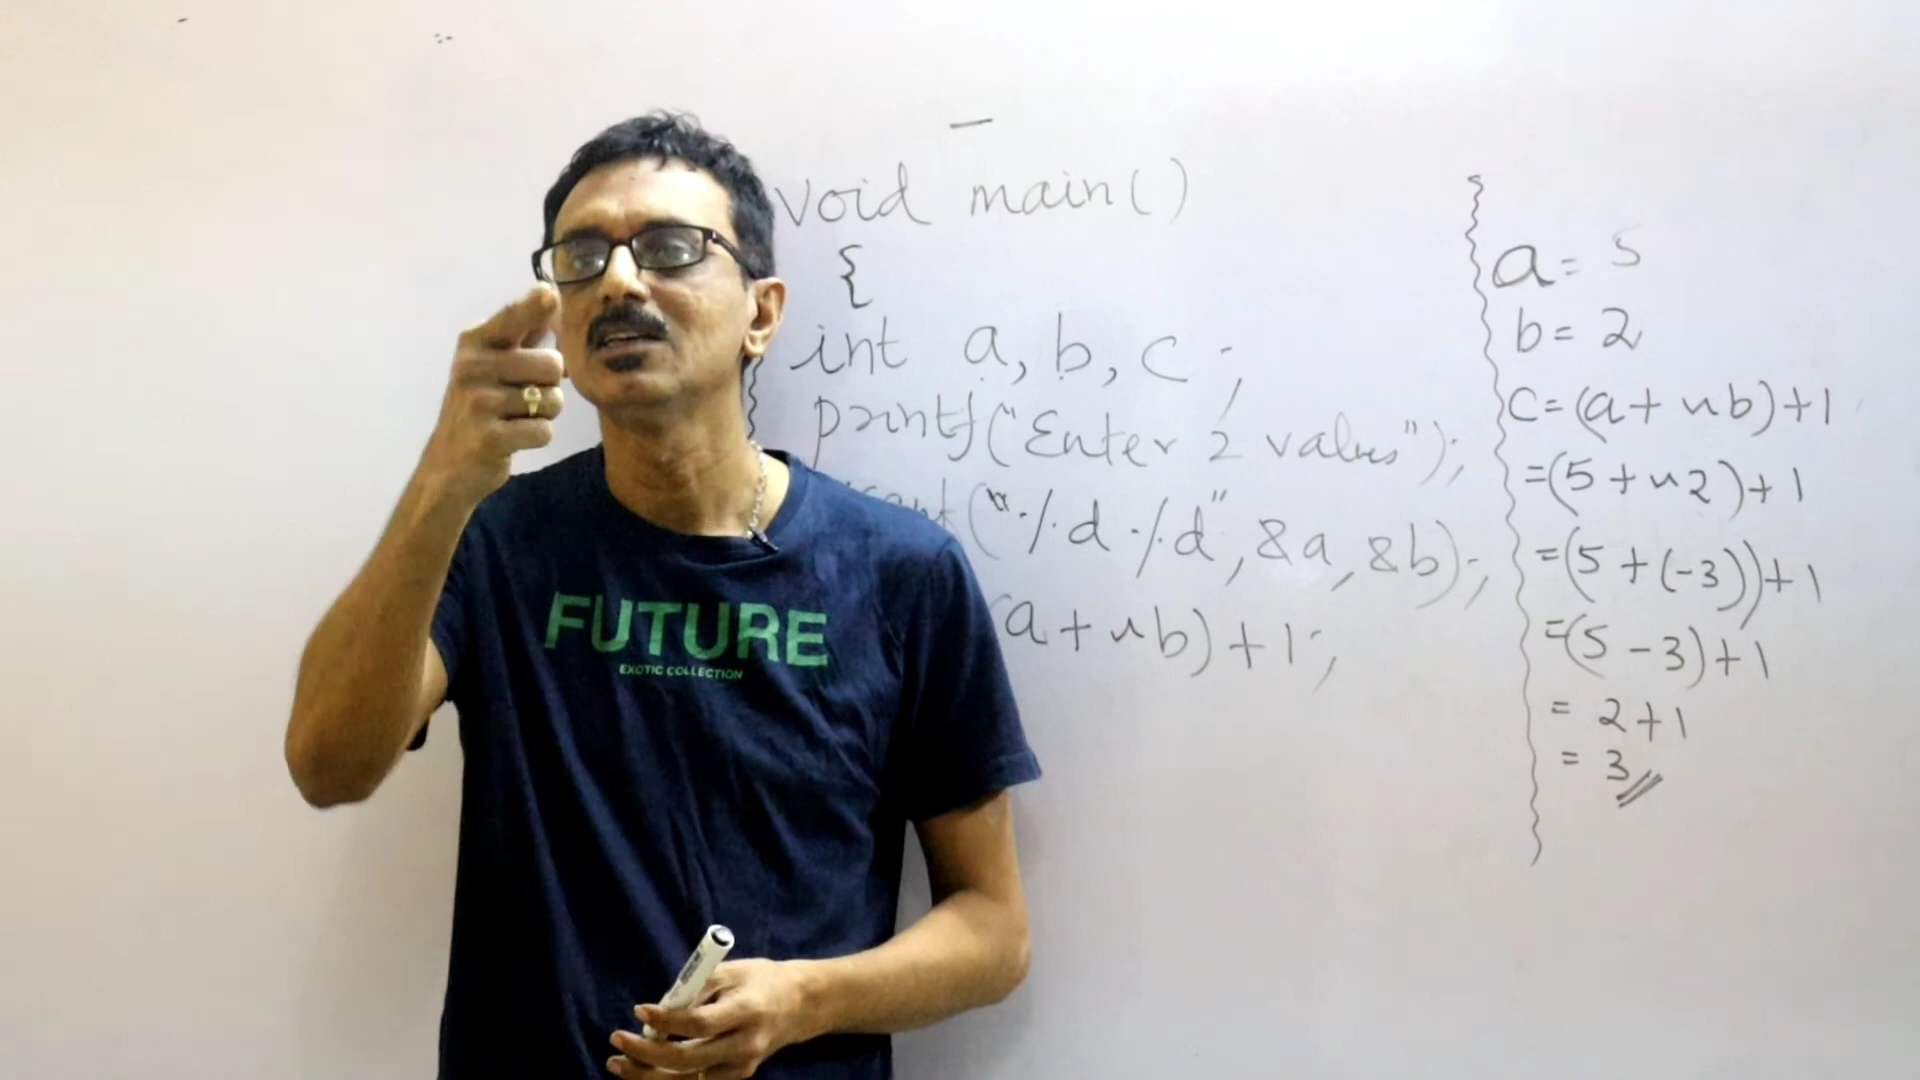 void main()
{
int a, b, c ;
printf("Enter 2 values");
("%d %d", &a, &b);
(a + ~b) + 1;
a = 5
b = 2
c = (a + ~b) + 1
= (5 + ~2) + 1
= (5 + (-3)) + 1
= (5 - 3) + 1
= 2 + 1
= 3
FUTURE
EXOTIC COLLECTION